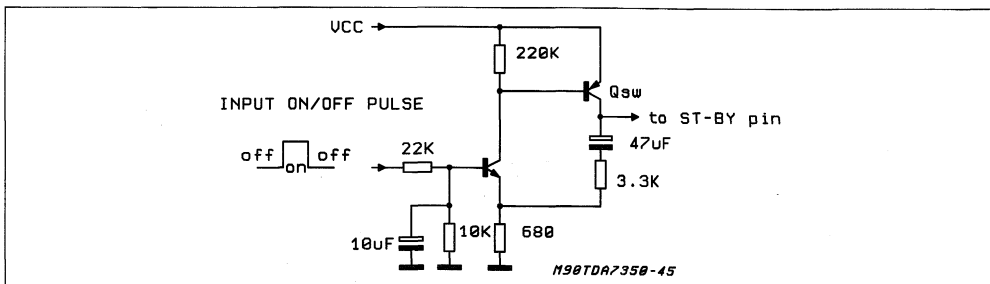 VCC
220K
Qsw
INPUT ON/OFF PULSE
to ST-BY pin
47uF
off on off
22K
3.3K
10uF
10K
680
M90TDA7350-45